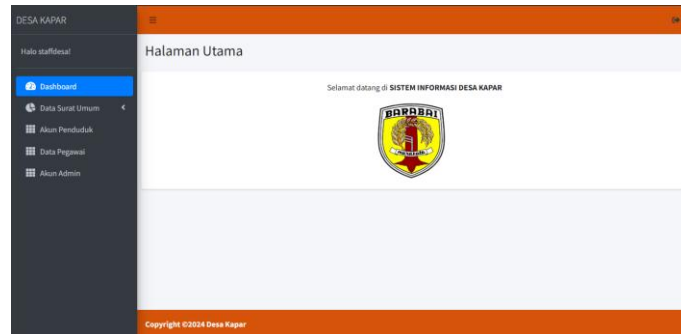 DESA KAPAR
Halo staffdesa!
Dashboard
Data Surat Umum
Akun Penduduk
Data Pegawai
Akun Admin
Halaman Utama
Selamat datang di SISTEM INFORMASI DESA KAPAR
BARABAI
Copyright ©2024 Desa Kapar